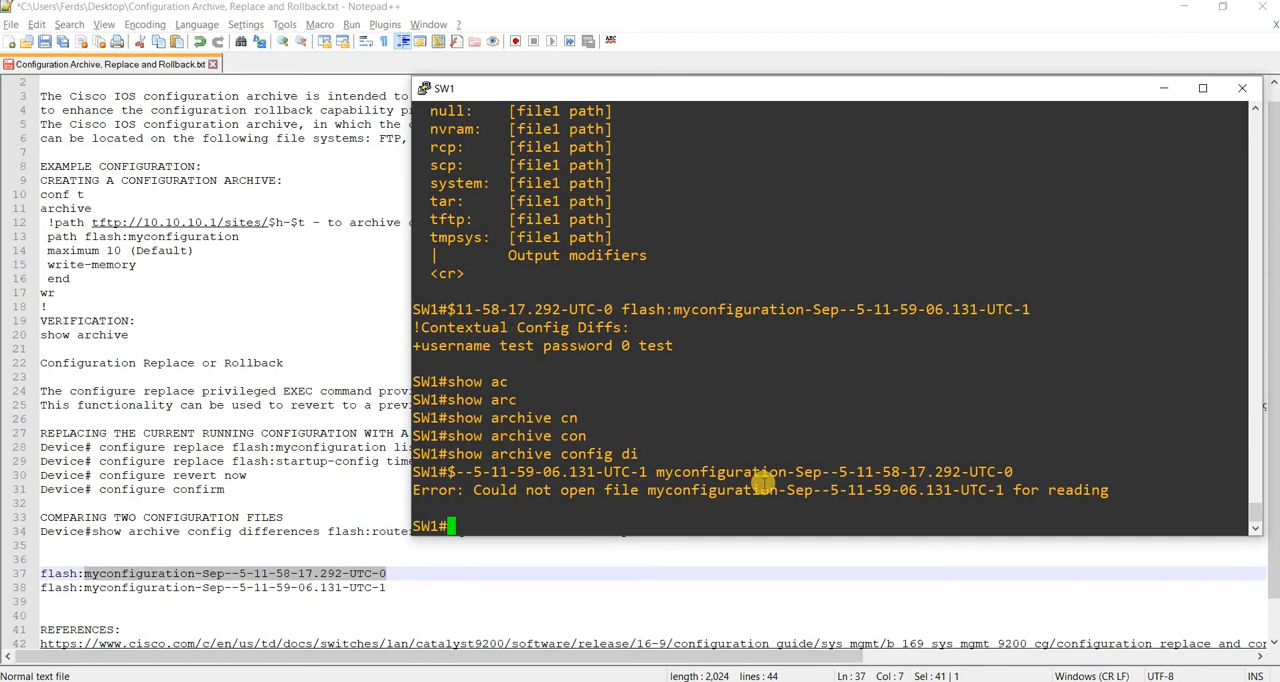 *C:\Users\Ferds\Desktop\Configuration Archive, Replace and Rollback.txt - Notepad++
File Edit Search View Encoding Language Settings Tools Macro Run Plugins Window ?
Configuration Archive, Replace and Rollback.txt
2
3 The Cisco IOS configuration archive is intended to
4 to enhance the configuration rollback capability p
5 The Cisco IOS configuration archive, in which the
6 can be located on the following file systems: FTP,
7
8 EXAMPLE CONFIGURATION:
9 CREATING A CONFIGURATION ARCHIVE:
10 conf t
11 archive
12 !path tftp://10.10.10.1/sites/$h-$t - to archive
13 path flash:myconfiguration
14 maximum 10 (Default)
15 write-memory
16 end
17 wr
18 !
19 VERIFICATION:
20 show archive
21
22 Configuration Replace or Rollback
23
24 The configure replace privileged EXEC command prov
25 This functionality can be used to revert to a prev
26
27 REPLACING THE CURRENT RUNNING CONFIGURATION WITH A
28 Device# configure replace flash:myconfiguration lis
29 Device# configure replace flash:startup-config time
30 Device# configure revert now
31 Device# configure confirm
32
33 COMPARING TWO CONFIGURATION FILES
34 Device#show archive config differences flash:route
35
36
37 flash:myconfiguration-Sep--5-11-58-17.292-UTC-0
38 flash:myconfiguration-Sep--5-11-59-06.131-UTC-1
39
40
41 REFERENCES:
42 https://www.cisco.com/c/en/us/td/docs/switches/lan/catalyst9200/software/release/16-9/configuration_guide/sys_mgmt/b_169_sys_mgmt_9200_cg/configuration_replace_and_con
SW1
null: [file1 path]
nvram: [file1 path]
rcp: [file1 path]
scp: [file1 path]
system: [file1 path]
tar: [file1 path]
tftp: [file1 path]
tmpsys: [file1 path]
| Output modifiers
<cr>
SW1#$11-58-17.292-UTC-0 flash:myconfiguration-Sep--5-11-59-06.131-UTC-1
!Contextual Config Diffs:
+username test password 0 test
SW1#show ac
SW1#show arc
SW1#show archive cn
SW1#show archive con
SW1#show archive config di
SW1#$--5-11-59-06.131-UTC-1 myconfiguration-Sep--5-11-58-17.292-UTC-0
Error: Could not open file myconfiguration-Sep--5-11-59-06.131-UTC-1 for reading
SW1#
Normal text file length : 2,024 lines : 44 Ln : 37 Col : 7 Sel : 41 | 1 Windows (CR LF) UTF-8 INS